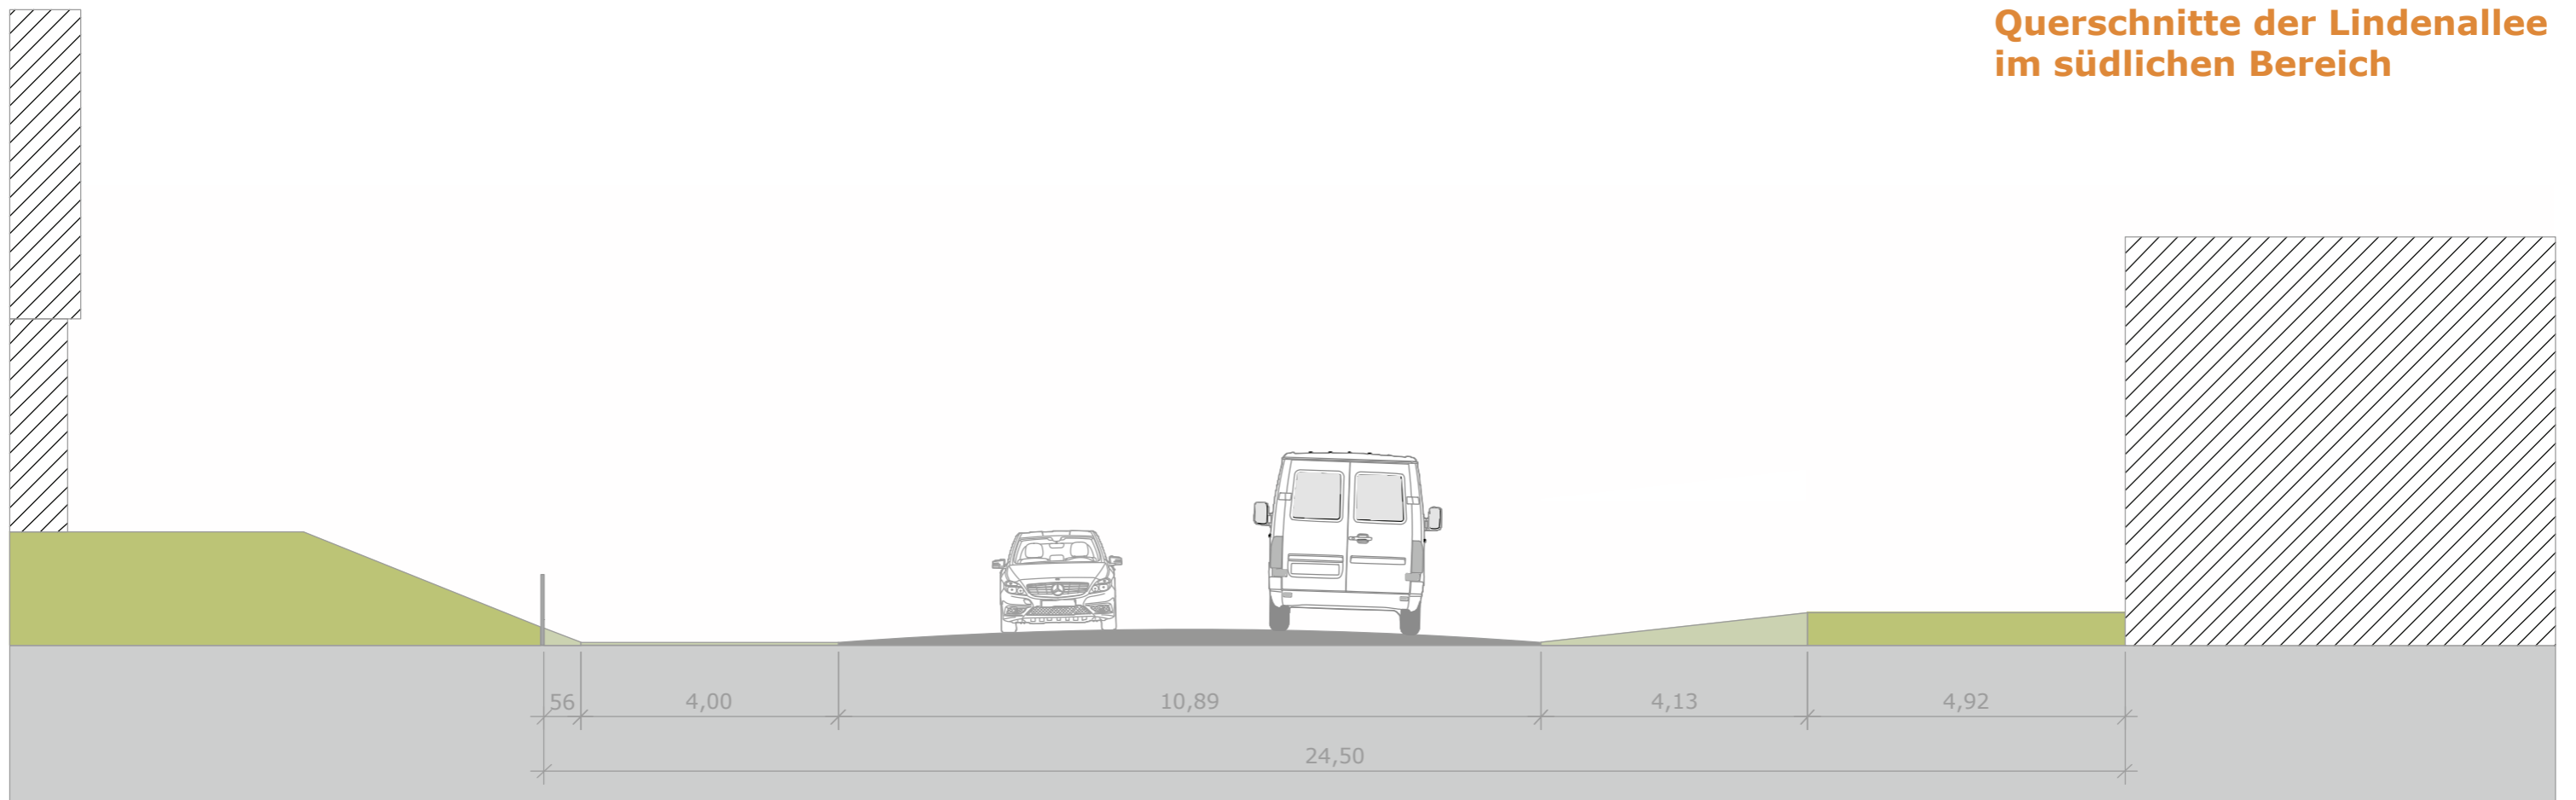 Querschnitte der Lindenallee
im südlichen Bereich
56 4,00 10,89 4,13 4,92
24,50